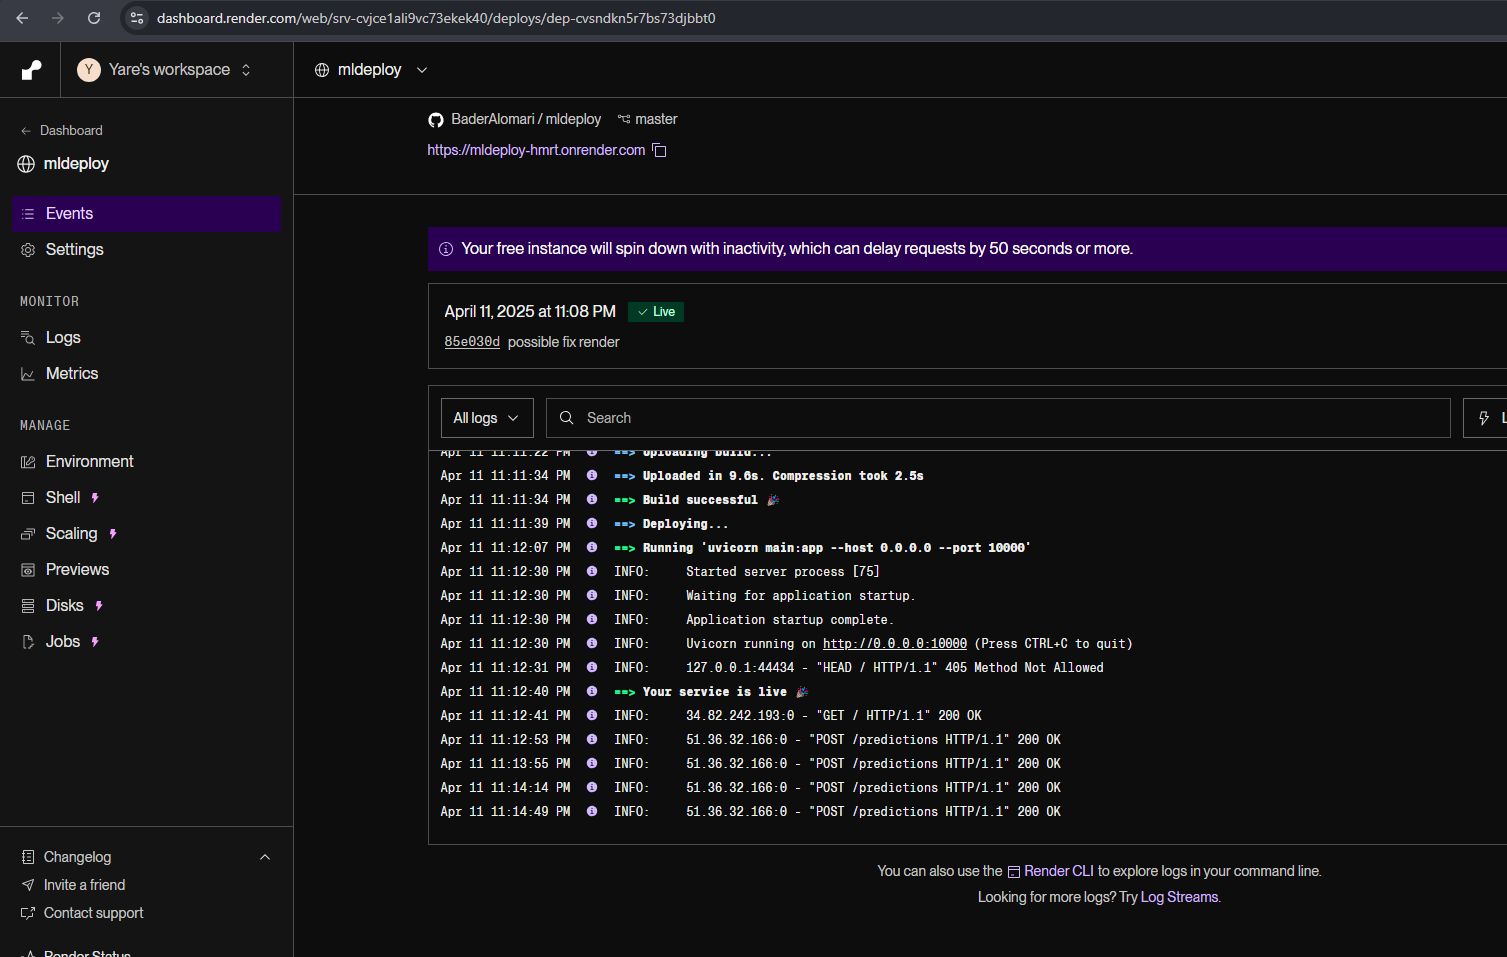 dashboard.render.com/web/srv-cvjce1ali9vc73ekek40/deploys/dep-cvsndkn5r7bs73djbbt0
Y Yare's workspace
mldeploy
Dashboard
mldeploy
Events
Settings
MONITOR
Logs
Metrics
MANAGE
Environment
Shell
Scaling
Previews
Disks
Jobs
Changelog
Invite a friend
Contact support
Render Status
BaderAlomari / mldeploy master
https://mldeploy-hmrt.onrender.com
Your free instance will spin down with inactivity, which can delay requests by 50 seconds or more.
April 11, 2025 at 11:08 PM Live
85e030d possible fix render
All logs Search L
Apr 11 11:11:22 PM ==> Uploading build...
Apr 11 11:11:34 PM ==> Uploaded in 9.6s. Compression took 2.5s
Apr 11 11:11:34 PM ==> Build successful 🎉
Apr 11 11:11:39 PM ==> Deploying...
Apr 11 11:12:07 PM ==> Running 'uvicorn main:app --host 0.0.0.0 --port 10000'
Apr 11 11:12:30 PM INFO: Started server process [75]
Apr 11 11:12:30 PM INFO: Waiting for application startup.
Apr 11 11:12:30 PM INFO: Application startup complete.
Apr 11 11:12:30 PM INFO: Uvicorn running on http://0.0.0.0:10000 (Press CTRL+C to quit)
Apr 11 11:12:31 PM INFO: 127.0.0.1:44434 - "HEAD / HTTP/1.1" 405 Method Not Allowed
Apr 11 11:12:40 PM ==> Your service is live 🎉
Apr 11 11:12:41 PM INFO: 34.82.242.193:0 - "GET / HTTP/1.1" 200 OK
Apr 11 11:12:53 PM INFO: 51.36.32.166:0 - "POST /predictions HTTP/1.1" 200 OK
Apr 11 11:13:55 PM INFO: 51.36.32.166:0 - "POST /predictions HTTP/1.1" 200 OK
Apr 11 11:14:14 PM INFO: 51.36.32.166:0 - "POST /predictions HTTP/1.1" 200 OK
Apr 11 11:14:49 PM INFO: 51.36.32.166:0 - "POST /predictions HTTP/1.1" 200 OK
You can also use the Render CLI to explore logs in your command line.
Looking for more logs? Try Log Streams.